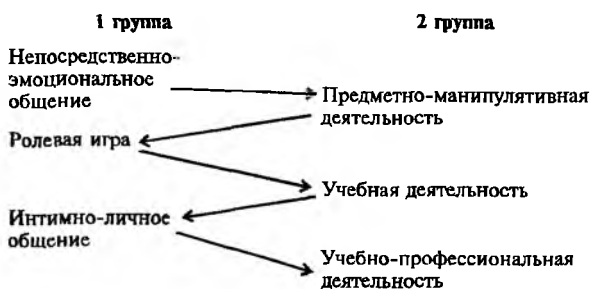 1 группа
2 группа
Непосредственно-
эмоциональное
общение
Предметно-манипулятивная
деятельность
Ролевая игра
Учебная деятельность
Интимно-личное
общение
Учебно-профессиональная
деятельность